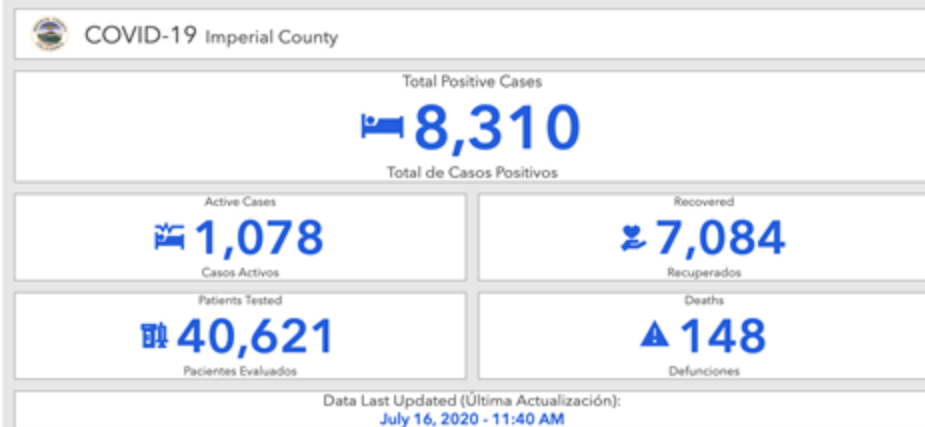 COVID-19 Imperial County
Total Positive Cases
8,310
Total de Casos Positivos
Active Cases
1,078
Casos Activos
Recovered
7,084
Recuperados
Patients Tested
40,621
Pacientes Evaluados
Deaths
148
Defunciones
Data Last Updated (Última Actualización):
July 16, 2020 - 11:40 AM